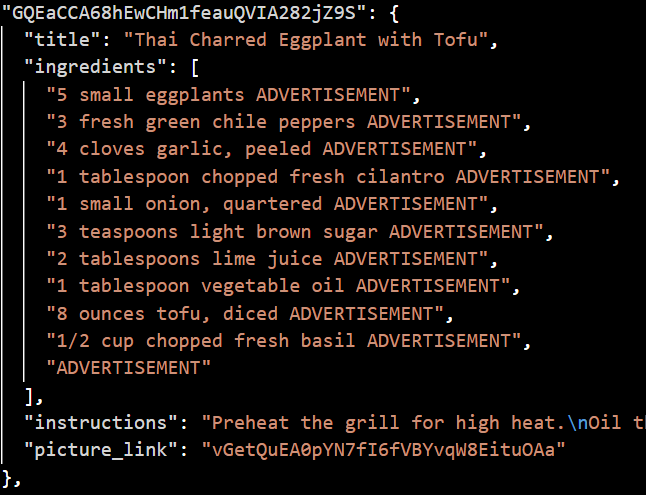 "GQEaCCA68hEwCHm1feauQVIA282jZ9S": {
"title": "Thai Charred Eggplant with Tofu",
"ingredients": [
"5 small eggplants ADVERTISEMENT",
"3 fresh green chile peppers ADVERTISEMENT",
"4 cloves garlic, peeled ADVERTISEMENT",
"1 tablespoon chopped fresh cilantro ADVERTISEMENT",
"1 small onion, quartered ADVERTISEMENT",
"3 teaspoons light brown sugar ADVERTISEMENT",
"2 tablespoons lime juice ADVERTISEMENT",
"1 tablespoon vegetable oil ADVERTISEMENT",
"8 ounces tofu, diced ADVERTISEMENT",
"1/2 cup chopped fresh basil ADVERTISEMENT",
"ADVERTISEMENT"
],
"instructions": "Preheat the grill for high heat.\nOil th
"picture_link": "vGetQuEA0pYN7fI6fVBYvqW8EituOAa"
},